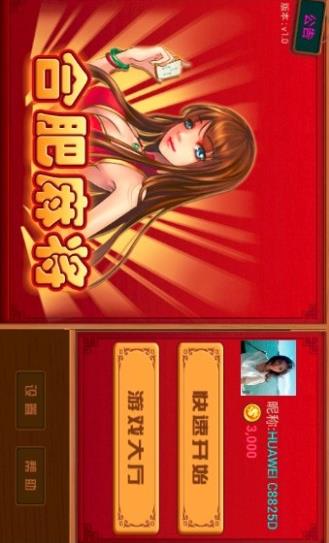 公告
版本:v1.0
合肥麻将
昵称:HUAWEI C8825D
3,000
快速开始
游戏大厅
设置
帮助